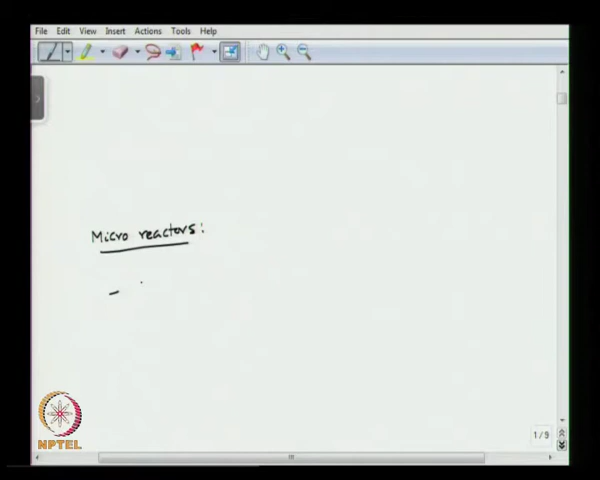 File Edit View Insert Actions Tools Help
Micro reactors:
-
1/9
NPTEL